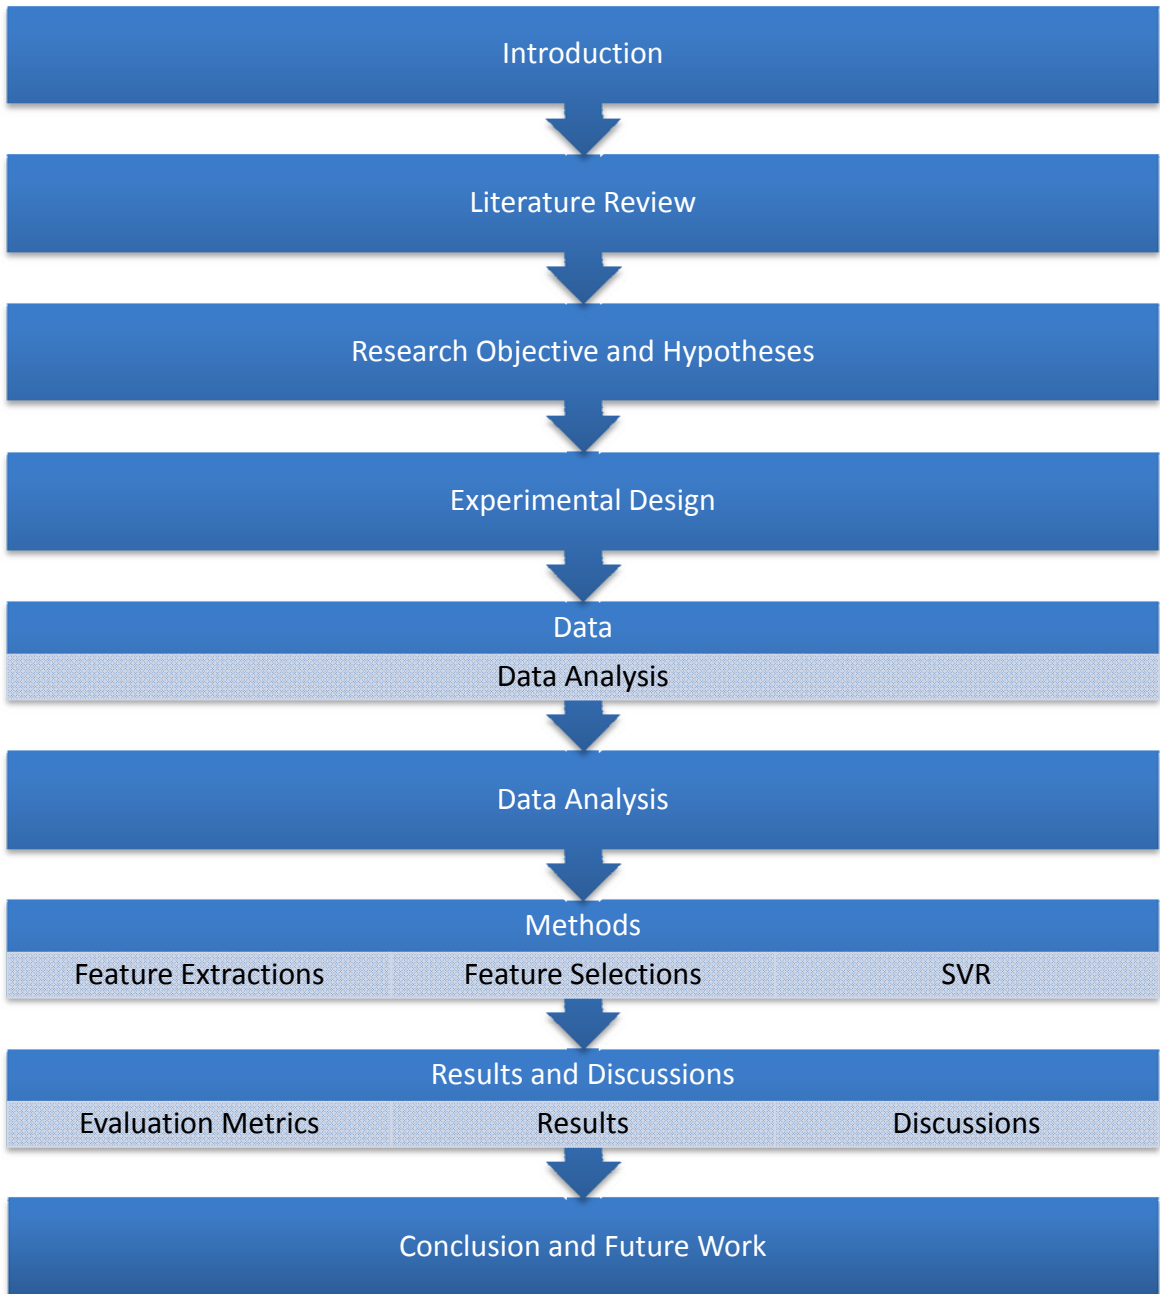 Introduction
Literature Review
Research Objective and Hypotheses
Experimental Design
Data
Data Analysis
Data Analysis
Methods
Feature Extractions Feature Selections SVR
Results and Discussions
Evaluation Metrics Results Discussions
Conclusion and Future Work